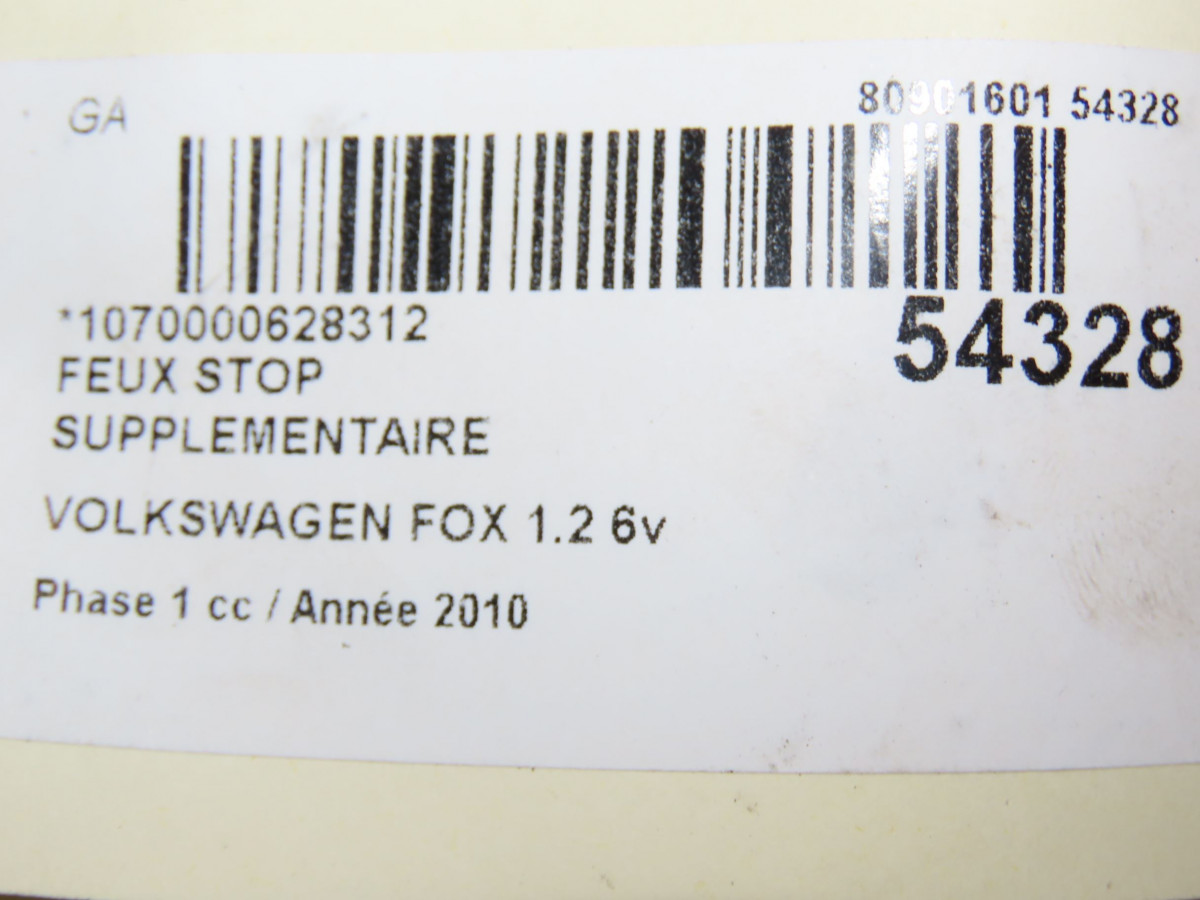 GA
80901601 54328
*1070000628312
54328
FEUX STOP
SUPPLEMENTAIRE
VOLKSWAGEN FOX 1.2 6v
Phase 1 cc / Année 2010